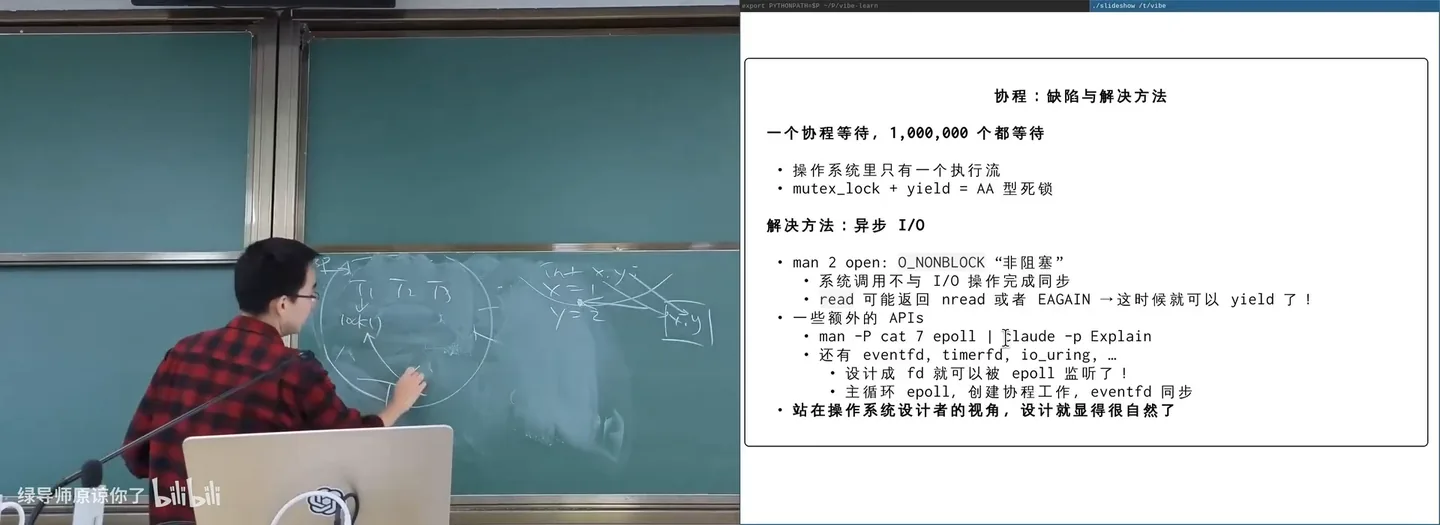 export PYTHONPATH=$P ~/P/vibe-learn
./slideshow /t/vibe
协程：缺陷与解决方法
一个协程等待，1,000,000 个都等待
• 操作系统里只有一个执行流
• mutex_lock + yield = AA 型死锁
解决方法：异步 I/O
• man 2 open: O_NONBLOCK “非阻塞”
• 系统调用不与 I/O 操作完成同步
• read 可能返回 nread 或者 EAGAIN →这时候就可以 yield 了！
• 一些额外的 APIs
• man -P cat 7 epoll | claude -p Explain
• 还有 eventfd, timerfd, io_uring, …
• 设计成 fd 就可以被 epoll 监听了！
• 主循环 epoll, 创建协程工作, eventfd 同步
• 站在操作系统设计者的视角，设计就显得很自然了
T1 T2 T3
lock()
int x,y;
x = 1
y = 2
x,y
绿导师原谅你了 bilibili